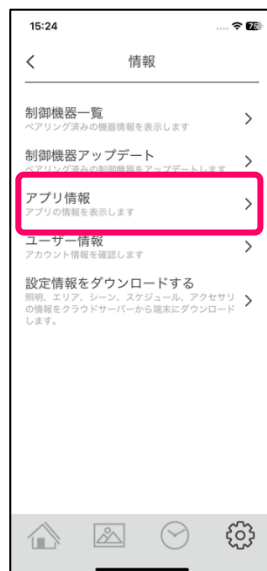 15:24
情報
制御機器一覧
ペアリング済みの機器情報を表示します
制御機器アップデート
ペアリング済みの制御機器をアップデートします
アプリ情報
アプリの情報を表示します
ユーザー情報
アカウント情報を確認します
設定情報をダウンロードする
照明、エリア、シーン、スケジュール、アクセサリ
の情報をクラウドサーバーから端末にダウンロード
します。